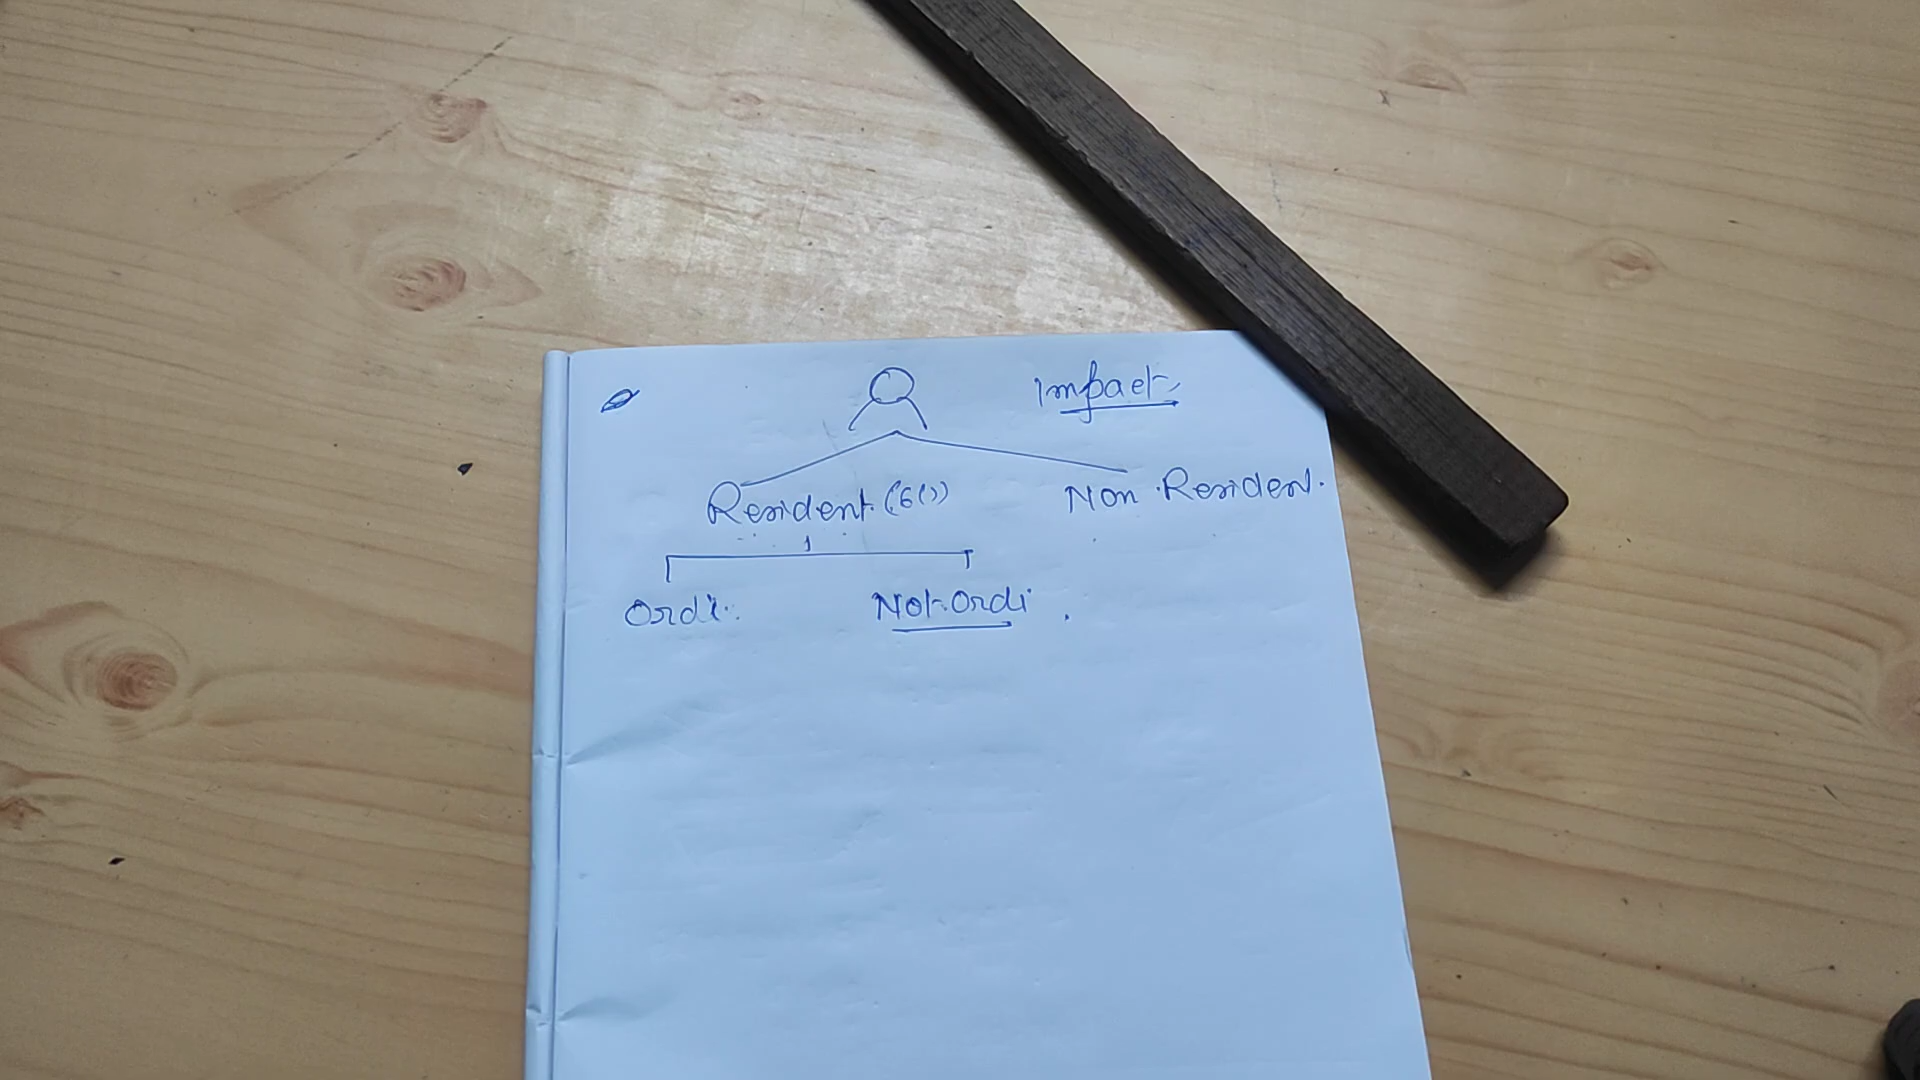 Impact
Resident (6(1)) Non Resident.
Ordi. Not Ordi